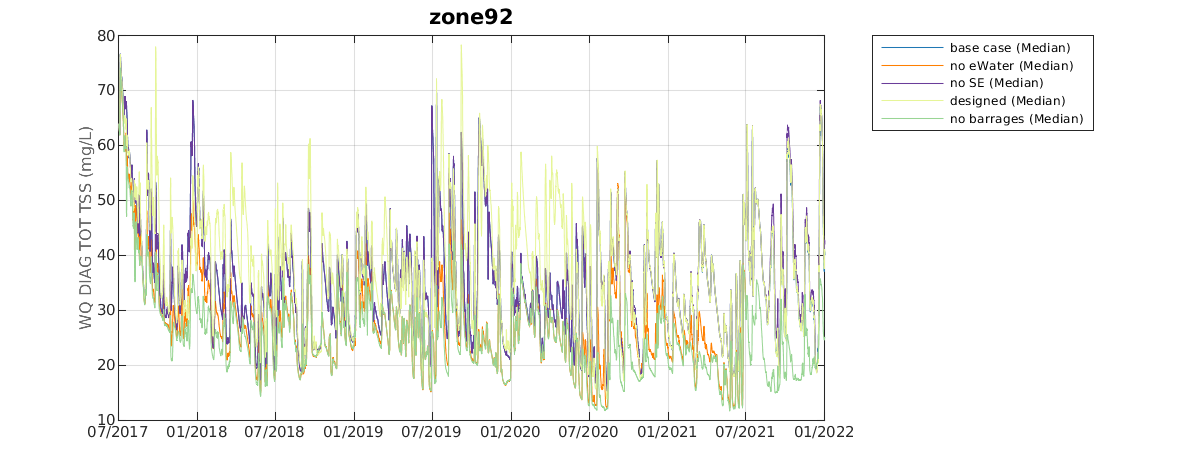 zone92
WQ DIAG TOT TSS (mg/L)
80
70
60
50
40
30
20
10
07/2017 01/2018 07/2018 01/2019 07/2019 01/2020 07/2020 01/2021 07/2021 01/2022
base case (Median)
no eWater (Median)
no SE (Median)
designed (Median)
no barrages (Median)